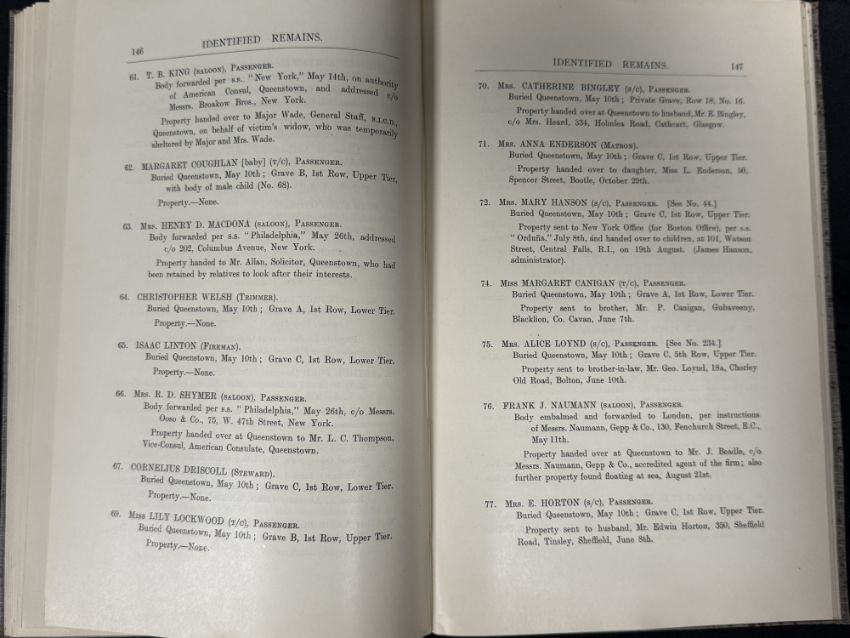 146
IDENTIFIED REMAINS.
61. T. B. KING (SALOON), PASSENGER.
Body forwarded per s.s. "New York," May 14th, on authority
of American Consul, Queenstown, and addressed c/o
Messrs. Broakow Bros., New York.
Property handed over to Major Wade, General Staff, S.I.C.D.,
Queenstown, on behalf of victim's widow, who was temporarily
sheltered by Major and Mrs. Wade.
62. MARGARET COUGHLAN [baby] (T/C), PASSENGER.
Buried Queenstown, May 10th; Grave B, 1st Row, Upper Tier,
with body of male child (No. 68).
Property.—None.
63. MRS. HENRY D. MACDONA (SALOON), PASSENGER.
Body forwarded per s.s. "Philadelphia," May 26th, addressed
c/o 202, Columbus Avenue, New York.
Property handed to Mr. Allan, Solicitor, Queenstown, who had
been retained by relatives to look after their interests.
64. CHRISTOPHER WELSH (TRIMMER).
Buried Queenstown, May 10th; Grave A, 1st Row, Lower Tier.
Property.—None.
65. ISAAC LINTON (FIREMAN).
Buried Queenstown, May 10th; Grave C, 1st Row, Lower Tier.
Property.—None.
66. MRS. R. D. SHYMER (SALOON), PASSENGER.
Body forwarded per s.s. "Philadelphia," May 26th, c/o Messrs.
Ooso & Co., 75, W. 47th Street, New York.
Property handed over at Queenstown to Mr. L. C. Thompson,
Vice-Consul, American Consulate, Queenstown.
67. CORNELIUS DRISCOLL (STEWARD).
Buried Queenstown, May 10th; Grave C, 1st Row, Lower Tier.
Property.—None.
69. MISS LILY LOCKWOOD (T/C), PASSENGER.
Buried Queenstown, May 10th; Grave B, 1st Row, Upper Tier.
Property.—None.
IDENTIFIED REMAINS.
147
70. MRS. CATHERINE BINGLEY (S/C), PASSENGER.
Buried Queenstown, May 10th; Private Grave, Row 18, No. 16.
Property handed over at Queenstown to husband, Mr. E. Bingley,
c/o Mrs. Heard, 534, Holmlea Road, Cathcart, Glasgow.
71. MRS. ANNA ENDERSON (MATRON).
Buried Queenstown, May 10th; Grave C, 1st Row, Upper Tier.
Property handed over to daughter, Miss L. Enderson, 50,
Spencer Street, Bootle, October 29th.
72. MRS. MARY HANSON (S/C), PASSENGER. [See No. 44.]
Buried Queenstown, May 10th; Grave C, 1st Row, Upper Tier.
Property sent to New York Office (for Boston Office), per s.s.
"Orduña," July 8th, and handed over to children, at 101, Watson
Street, Central Falls, R.I., on 19th August. (James Hanson,
administrator).
74. MISS MARGARET CANIGAN (T/C), PASSENGER.
Buried Queenstown, May 10th; Grave A, 1st Row, Lower Tier.
Property sent to brother, Mr. P. Canigan, Gubaveeny,
Blacklion, Co. Cavan, June 7th.
75. MRS. ALICE LOYND (S/C), PASSENGER. [See No. 234.]
Buried Queenstown, May 10th; Grave C, 5th Row, Upper Tier.
Property sent to brother-in-law, Mr. Geo. Loynd, 18A, Chorley
Old Road, Bolton, June 10th.
76. FRANK J. NAUMANN (SALOON), PASSENGER.
Body embalmed and forwarded to London, per instructions
of Messrs. Naumann, Gepp & Co., 130, Fenchurch Street, E.C.,
May 11th.
Property handed over at Queenstown to Mr. J. Beadle, c/o
Messrs. Naumann, Gepp & Co., accredited agent of the firm; also
further property found floating at sea, August 21st.
77. MRS. E. HORTON (S/C), PASSENGER.
Buried Queenstown, May 10th; Grave C, 1st Row, Upper Tier.
Property sent to husband, Mr. Edwin Horton, 350, Sheffield
Road, Tinsley, Sheffield, June 8th.